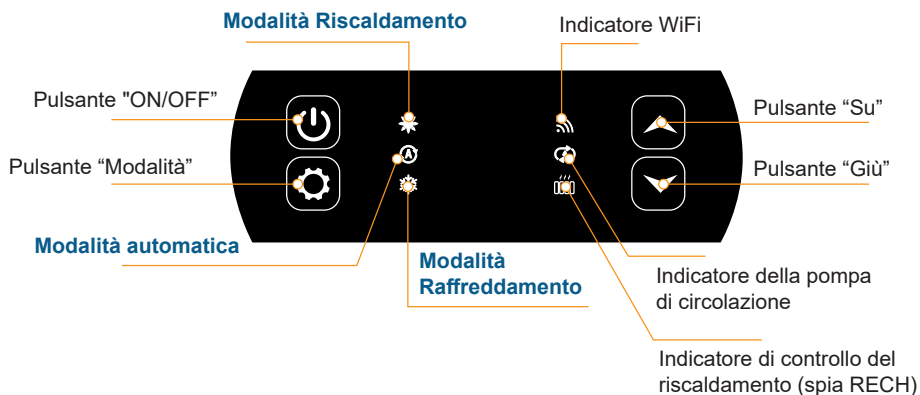 Modalità Riscaldamento
Indicatore WiFi
Pulsante "ON/OFF”
Pulsante “Su”
A
Pulsante “Modalità”
Pulsante “Giù”
Modalità automatica
Modalità
Raffreddamento
Indicatore della pompa
di circolazione
Indicatore di controllo del
riscaldamento (spia RECH)